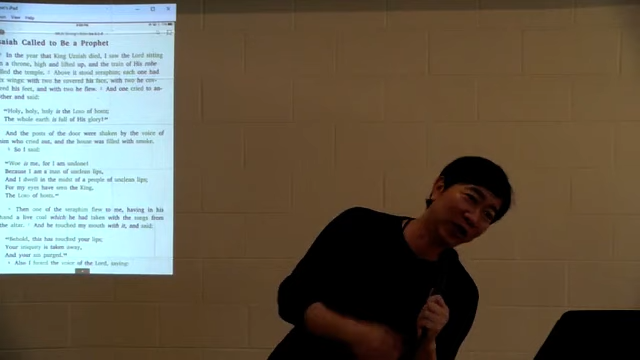 View Help
Isaiah Called to Be a Prophet
In the year that King Uzziah died, I saw the Lord sitting
on a throne, high and lifted up, and the train of His robe
filled the temple. 2 Above it stood seraphim; each one had
six wings: with two he covered his face, with two he cov-
ered his feet, and with two he flew. 3 And one cried to an-
other and said:
"Holy, holy, holy is the LORD of hosts;
The whole earth is full of His glory!"
And the posts of the door were shaken by the voice of
him who cried out, and the house was filled with smoke.
5 So I said:
"Woe is me, for I am undone!
Because I am a man of unclean lips,
And I dwell in the midst of a people of unclean lips;
For my eyes have seen the King,
The LORD of hosts."
6 Then one of the seraphim flew to me, having in his
hand a live coal which he had taken with the tongs from
the altar. 7 And he touched my mouth with it, and said:
"Behold, this has touched your lips;
Your iniquity is taken away,
And your sin purged."
8 Also I heard the voice of the Lord, saying: